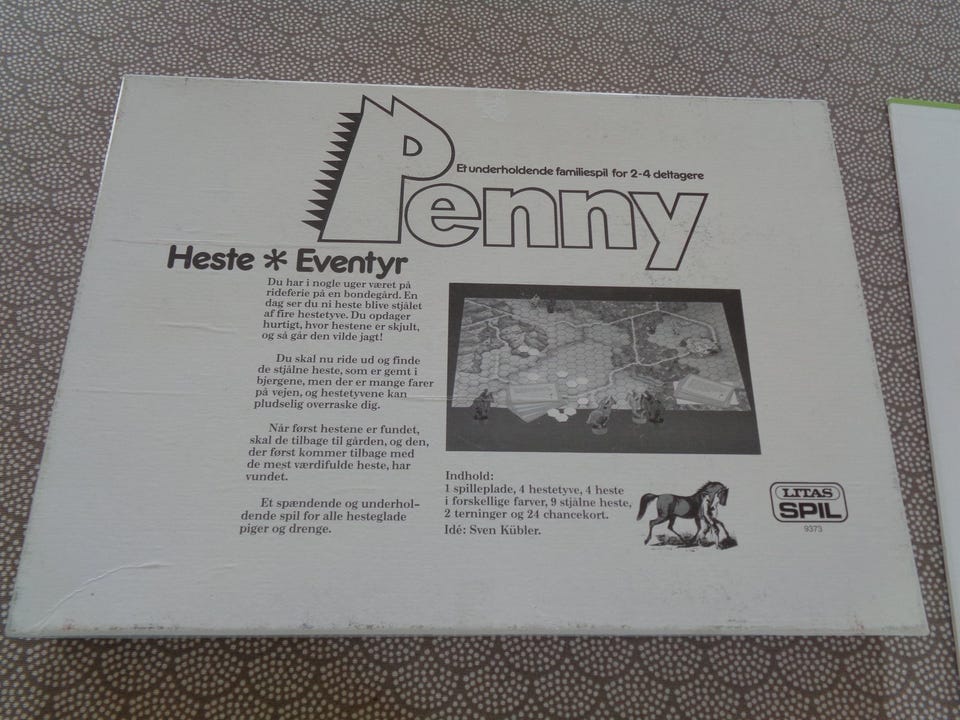 Penny
Et underholdende familiespil for 2-4 deltagere
Heste * Eventyr
Du har i nogle uger været på
rideferie på en bondegård. En
dag ser du ni heste blive stjålet
af fire hestetyve. Du opdager
hurtigt, hvor hestene er skjult,
og så går den vilde jagt!
Du skal nu ride ud og finde
de stjålne heste, som er gemt i
bjergene, men der er mange farer
på vejen, og hestetyvene kan
pludselig overraske dig.
Når først hestene er fundet,
skal de tilbage til gården, og den,
der først kommer tilbage med
de mest værdifulde heste, har
vundet.
Et spændende og underhol-
dende spil for alle hesteglade
piger og drenge.
Indhold:
1 spilleplade, 4 hestetyve, 4 heste
i forskellige farver, 9 stjålne heste,
2 terninger og 24 chancekort.
Idé: Sven Kübler.
LITAS
SPIL
9373